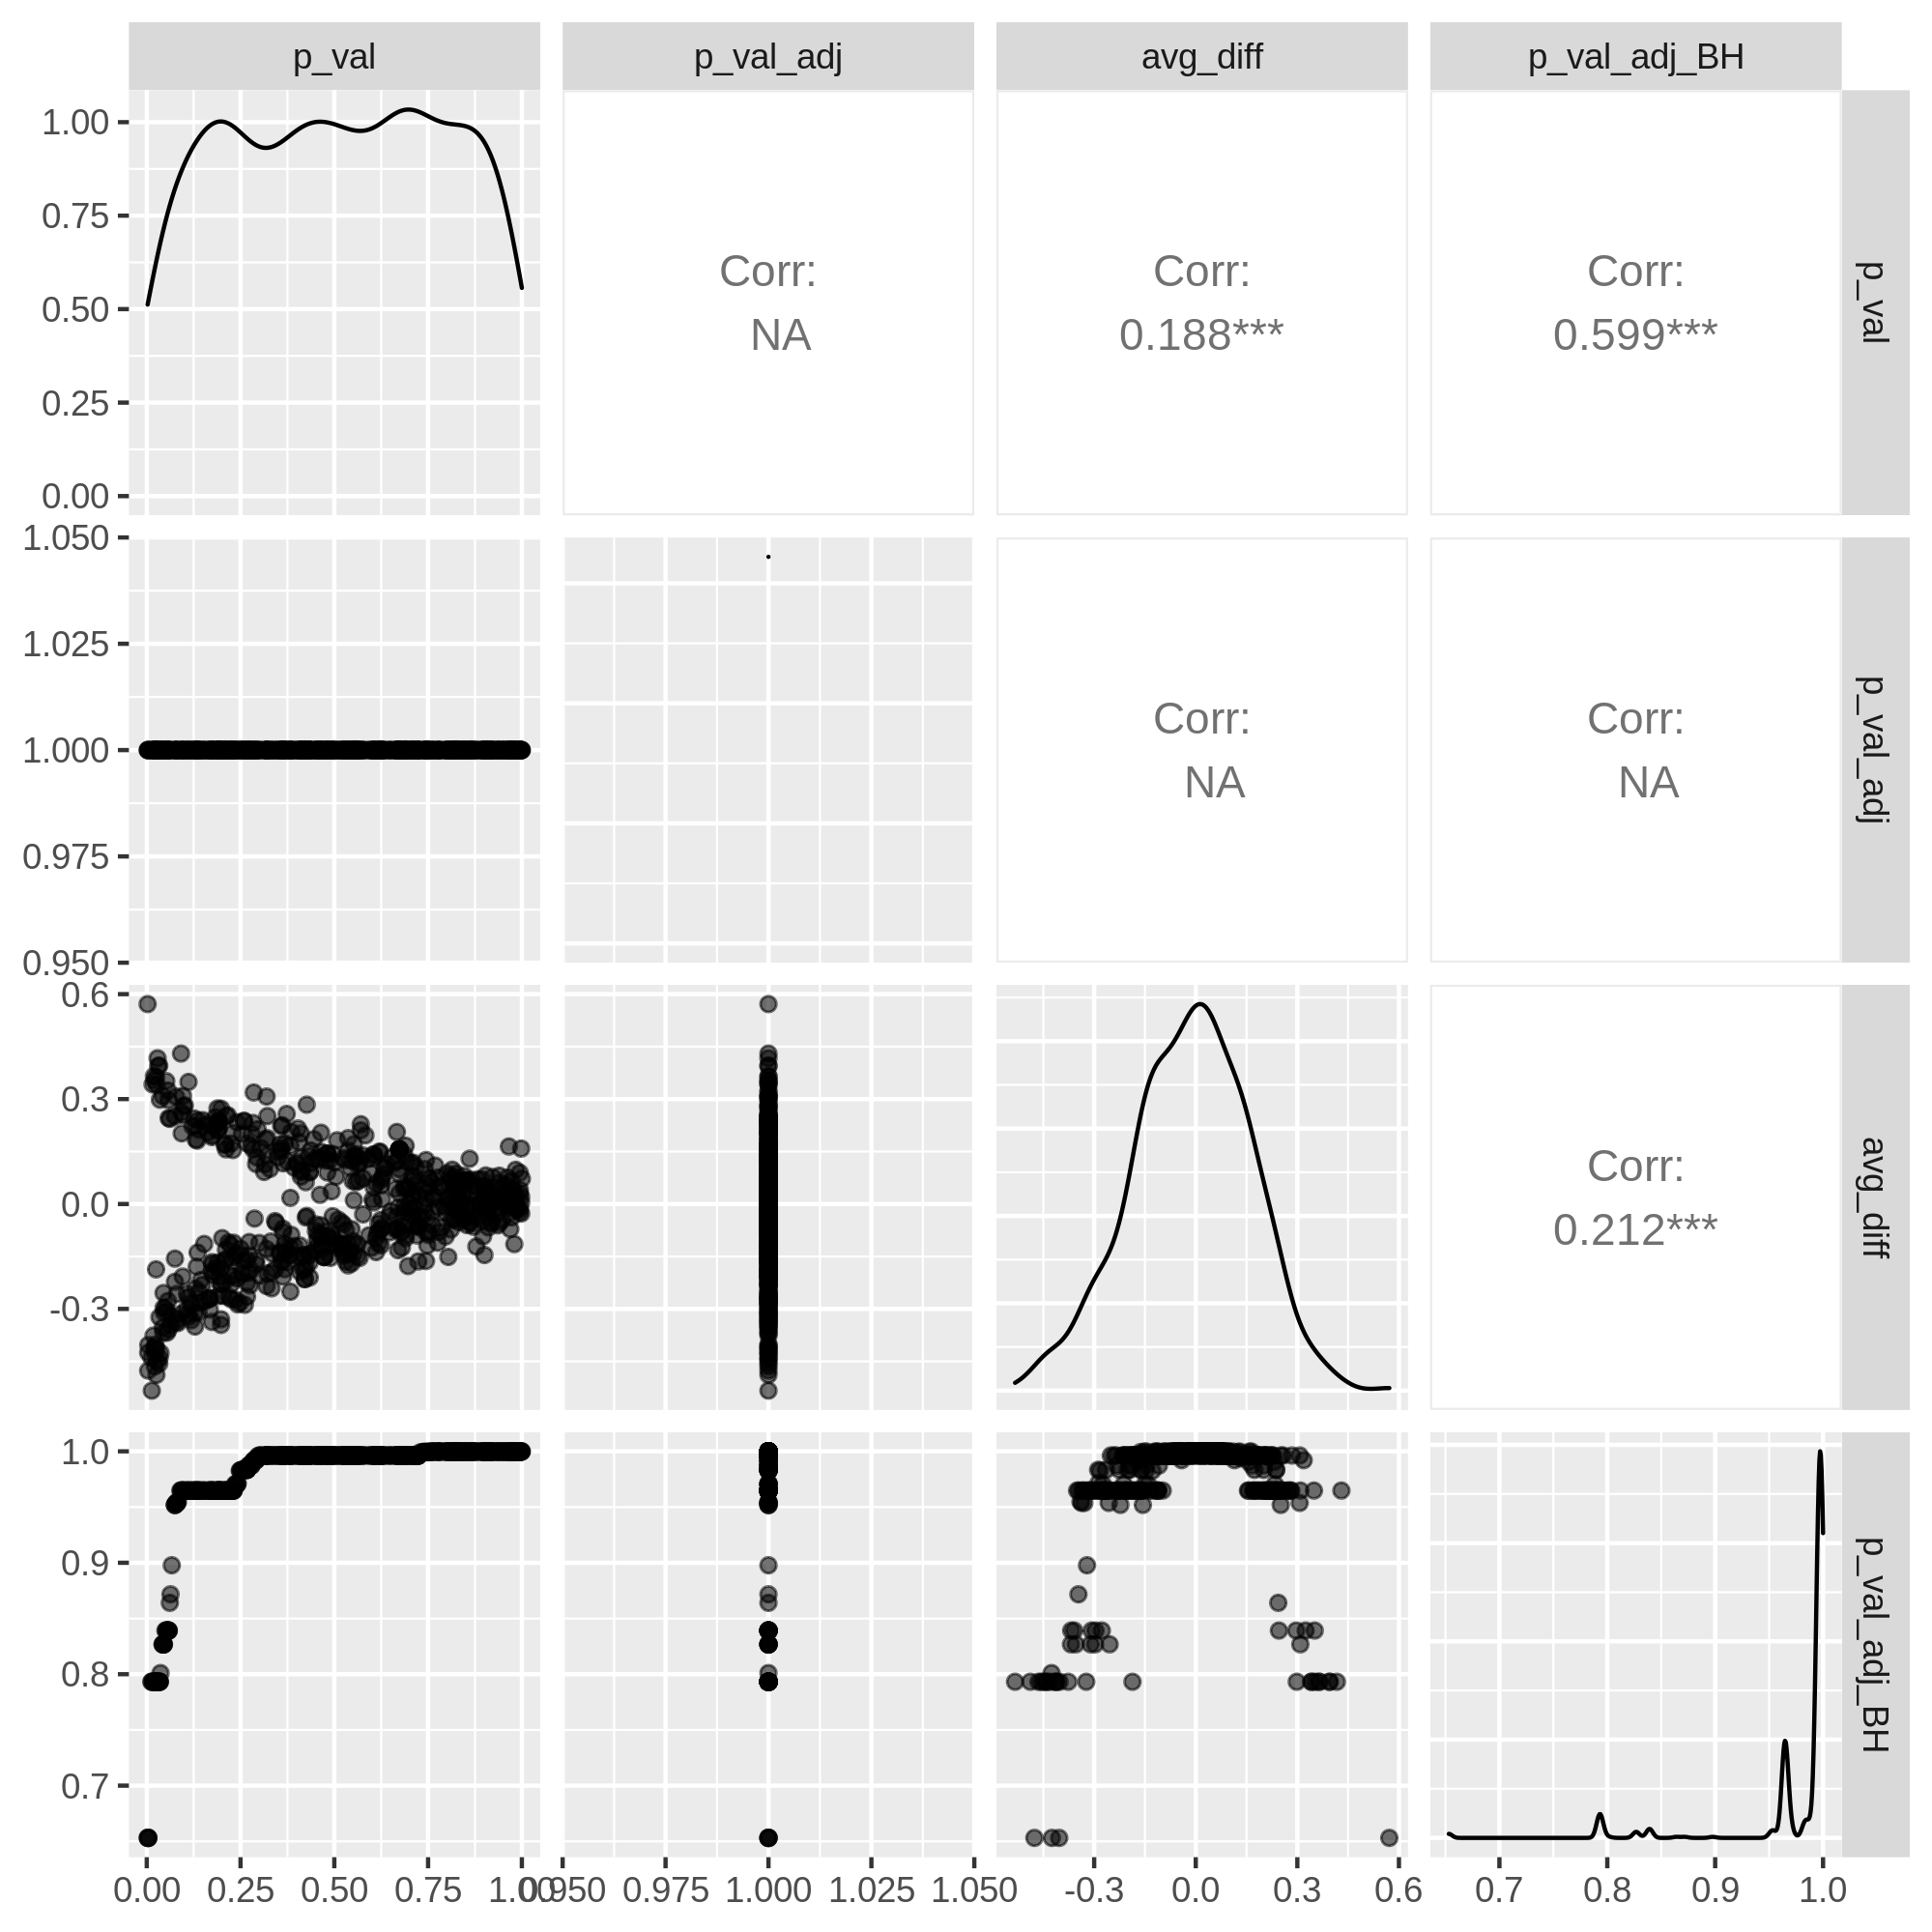 p_val
p_val_adj
avg_diff
p_val_adj_BH
1.00
0.75
0.50
0.25
0.00
Corr:
NA
Corr:
0.188***
Corr:
0.599***
p_val
1.050
1.025
1.000
0.975
0.950
Corr:
NA
Corr:
NA
p_val_adj
0.6
0.3
0.0
-0.3
Corr:
0.212***
avg_diff
1.0
0.9
0.8
0.7
p_val_adj_BH
0.00 0.25 0.50 0.75 1.00
0.950 0.975 1.000 1.025 1.050
-0.3 0.0 0.3 0.6
0.7 0.8 0.9 1.0